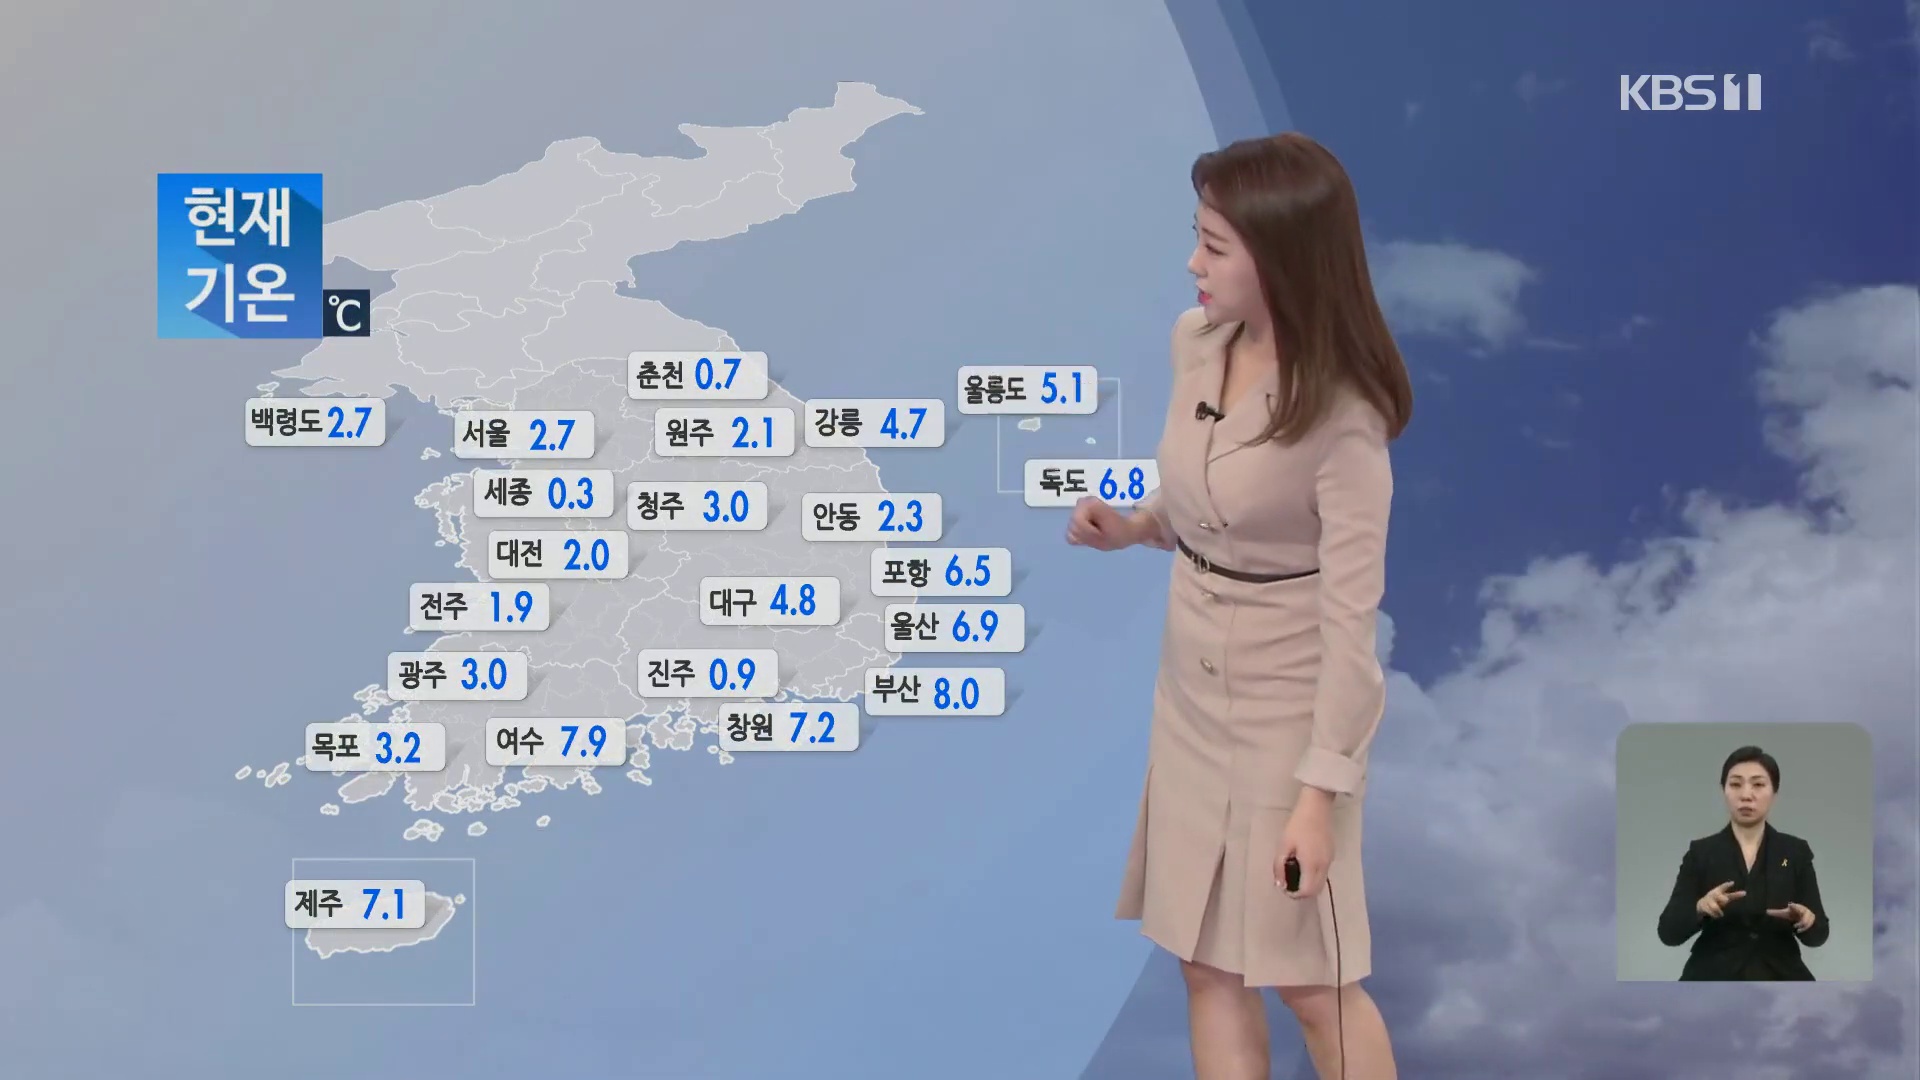 KBS 1
현재
기온
℃
춘천 0.7
울릉도 5.1
백령도 2.7
서울 2.7
원주 2.1
강릉 4.7
독도 6.8
세종 0.3
청주 3.0
안동 2.3
대전 2.0
포항 6.5
전주 1.9
대구 4.8
울산 6.9
광주 3.0
진주 0.9
부산 8.0
목포 3.2
여수 7.9
창원 7.2
제주 7.1